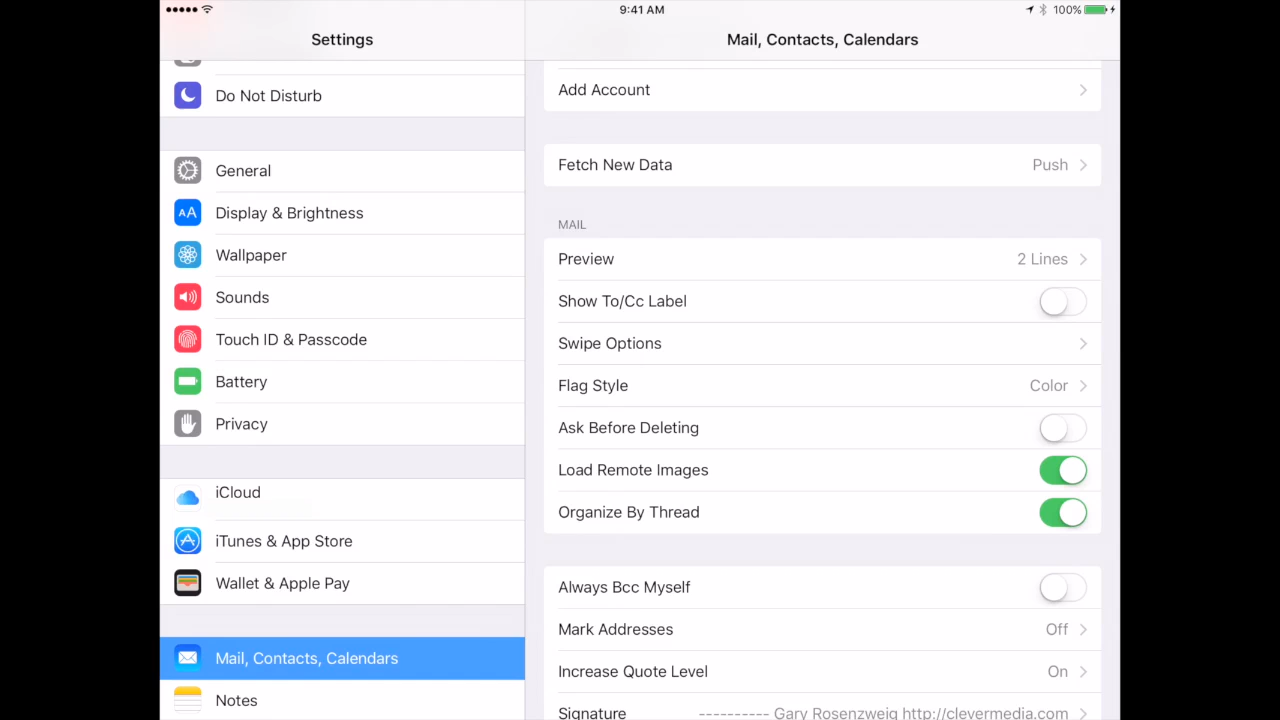 9:41 AM
100%
Settings
Mail, Contacts, Calendars
Do Not Disturb
General
Display & Brightness
Wallpaper
Sounds
Touch ID & Passcode
Battery
Privacy
iCloud
iTunes & App Store
Wallet & Apple Pay
Mail, Contacts, Calendars
Notes
Add Account
Fetch New Data Push
MAIL
Preview 2 Lines
Show To/Cc Label
Swipe Options
Flag Style Color
Ask Before Deleting
Load Remote Images
Organize By Thread
Always Bcc Myself
Mark Addresses Off
Increase Quote Level On
Signature ---------- Gary Rosenzweig http://clevermedia.com